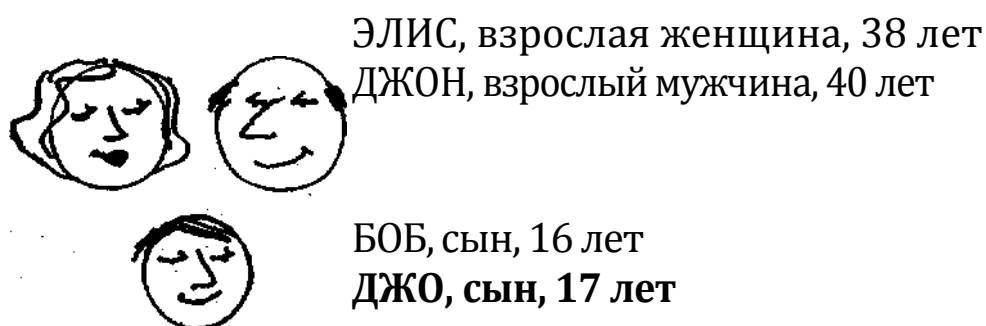 ЭЛИС, взрослая женщина, 38 лет
ДЖОН, взрослый мужчина, 40 лет
БОБ, сын, 16 лет
ДЖО, сын, 17 лет